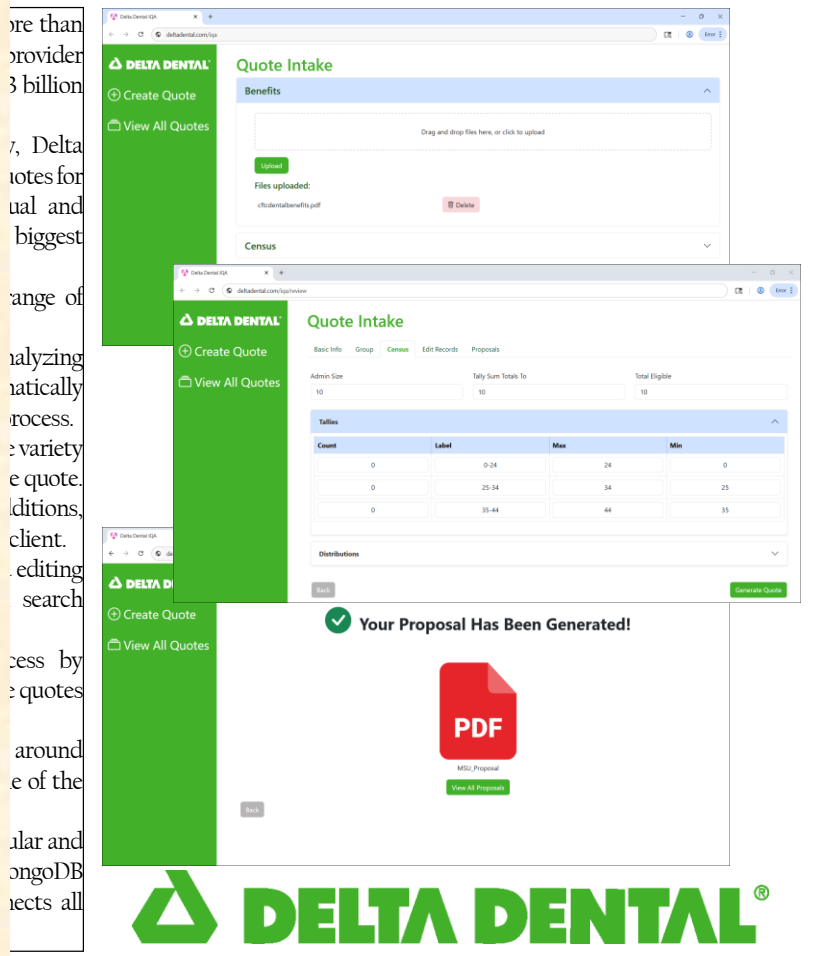 ore than
provider
billion
y, Delta
uotes for
ual and
biggest
range of
nalyzing
matically
process.
e variety
e quote.
dditions,
client.
editing
search
cess by
e quotes
around
e of the
ular and
ongoDB
nects all
Delta Dental IQA
deltadental.com/iqa
Error
DELTA DENTAL
Create Quote
View All Quotes
Quote Intake
Benefits
Drag and drop files here, or click to upload
Upload
Files uploaded:
cftcdentalbenefits.pdf
Delete
Census
Delta Dental IQA
deltadental.com/iqa/review
Error
DELTA DENTAL
Create Quote
View All Quotes
Quote Intake
Basic Info Group Census Edit Records Proposals
Admin Size Tally Sum Totals To Total Eligible
10 10 10
Tallies
Count Label Max Min
0 0-24 24 0
0 25-34 34 25
0 35-44 44 35
Distributions
Back Generate Quote
Delta Dental IQA
DELTA D
Create Quote
View All Quotes
Your Proposal Has Been Generated!
PDF
MSU_Proposal
View All Proposals
Back
DELTA DENTAL®